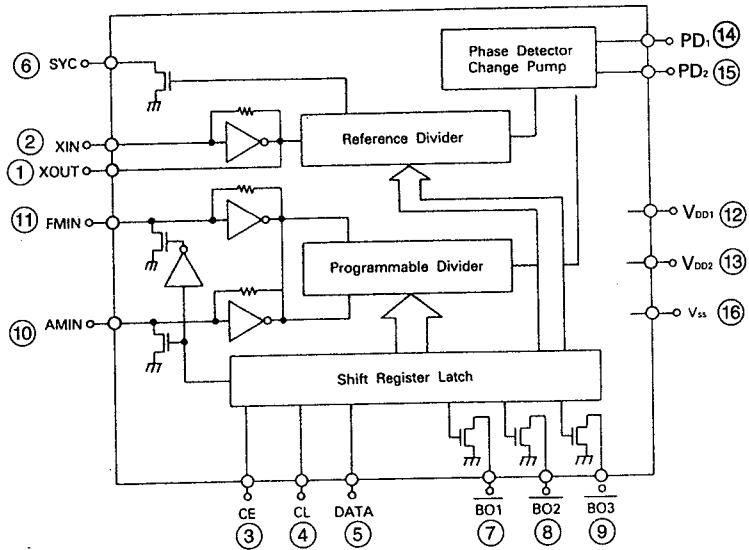 ⑥ SYC
② XIN
① XOUT
⑪ FMIN
⑩ AMIN
Phase Detector
Change Pump
PD₁ ⑭
PD₂ ⑮
Reference Divider
Programmable Divider
VDD1 ⑫
VDD2 ⑬
Vss ⑯
Shift Register Latch
CE CL DATA BO1 BO2 BO3
③ ④ ⑤ ⑦ ⑧ ⑨